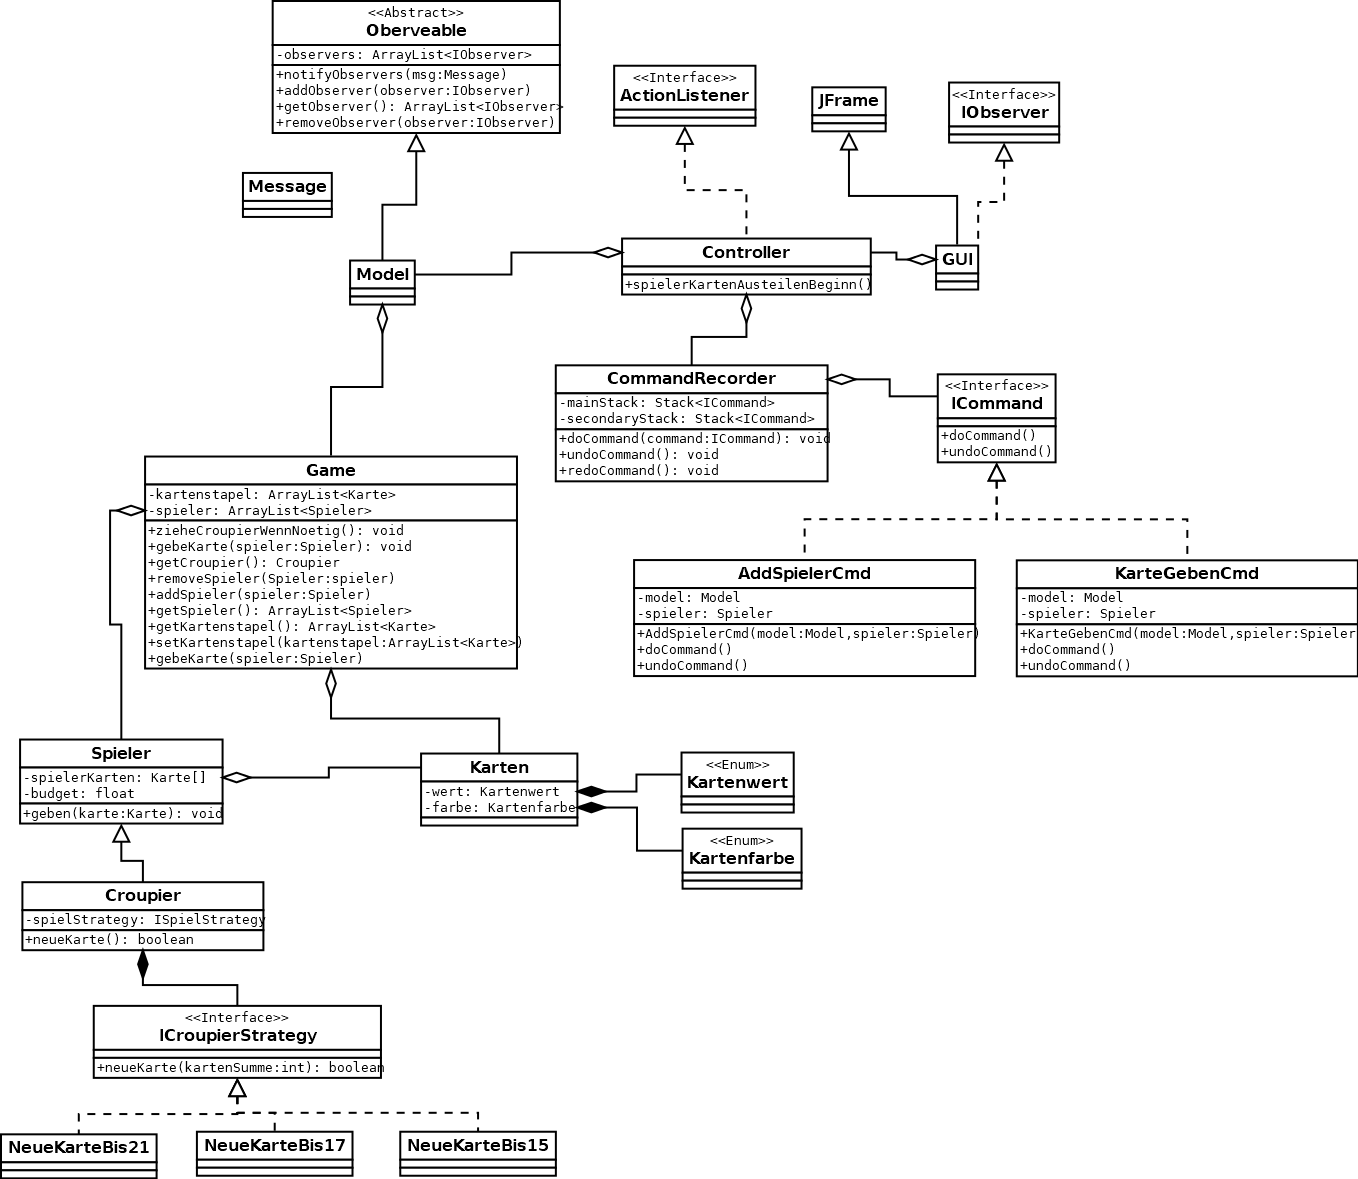 <<Abstract>>
Oberveable
-observers: ArrayList<IObserver>
+notifyObservers(msg:Message)
+addObserver(observer:IObserver)
+getObserver(): ArrayList<IObserver>
+removeObserver(observer:IObserver)
<<Interface>>
ActionListener
JFrame
<<Interface>>
IObserver
Message
Model
Controller
+spielerKartenAusteilenBeginn()
GUI
CommandRecorder
-mainStack: Stack<ICommand>
-secondaryStack: Stack<ICommand>
+doCommand(command:ICommand): void
+undoCommand(): void
+redoCommand(): void
<<Interface>>
ICommand
+doCommand()
+undoCommand()
Game
-kartenstapel: ArrayList<Karte>
-spieler: ArrayList<Spieler>
+zieheCroupierWennNoetig(): void
+gebeKarte(spieler:Spieler): void
+getCroupier(): Croupier
+removeSpieler(Spieler:spieler)
+addSpieler(spieler:Spieler)
+getSpieler(): ArrayList<Spieler>
+getKartenstapel(): ArrayList<Karte>
+setKartenstapel(kartenstapel:ArrayList<Karte>)
+gebeKarte(spieler:Spieler)
AddSpielerCmd
-model: Model
-spieler: Spieler
+AddSpielerCmd(model:Model,spieler:Spieler)
+doCommand()
+undoCommand()
KarteGebenCmd
-model: Model
-spieler: Spieler
+KarteGebenCmd(model:Model,spieler:Spieler
+doCommand()
+undoCommand()
Spieler
-spielerKarten: Karte[]
-budget: float
+geben(karte:Karte): void
Karten
-wert: Kartenwert
-farbe: Kartenfarbe
<<Enum>>
Kartenwert
<<Enum>>
Kartenfarbe
Croupier
-spielStrategy: ISpielStrategy
+neueKarte(): boolean
<<Interface>>
ICroupierStrategy
+neueKarte(kartenSumme:int): boolean
NeueKarteBis21
NeueKarteBis17
NeueKarteBis15